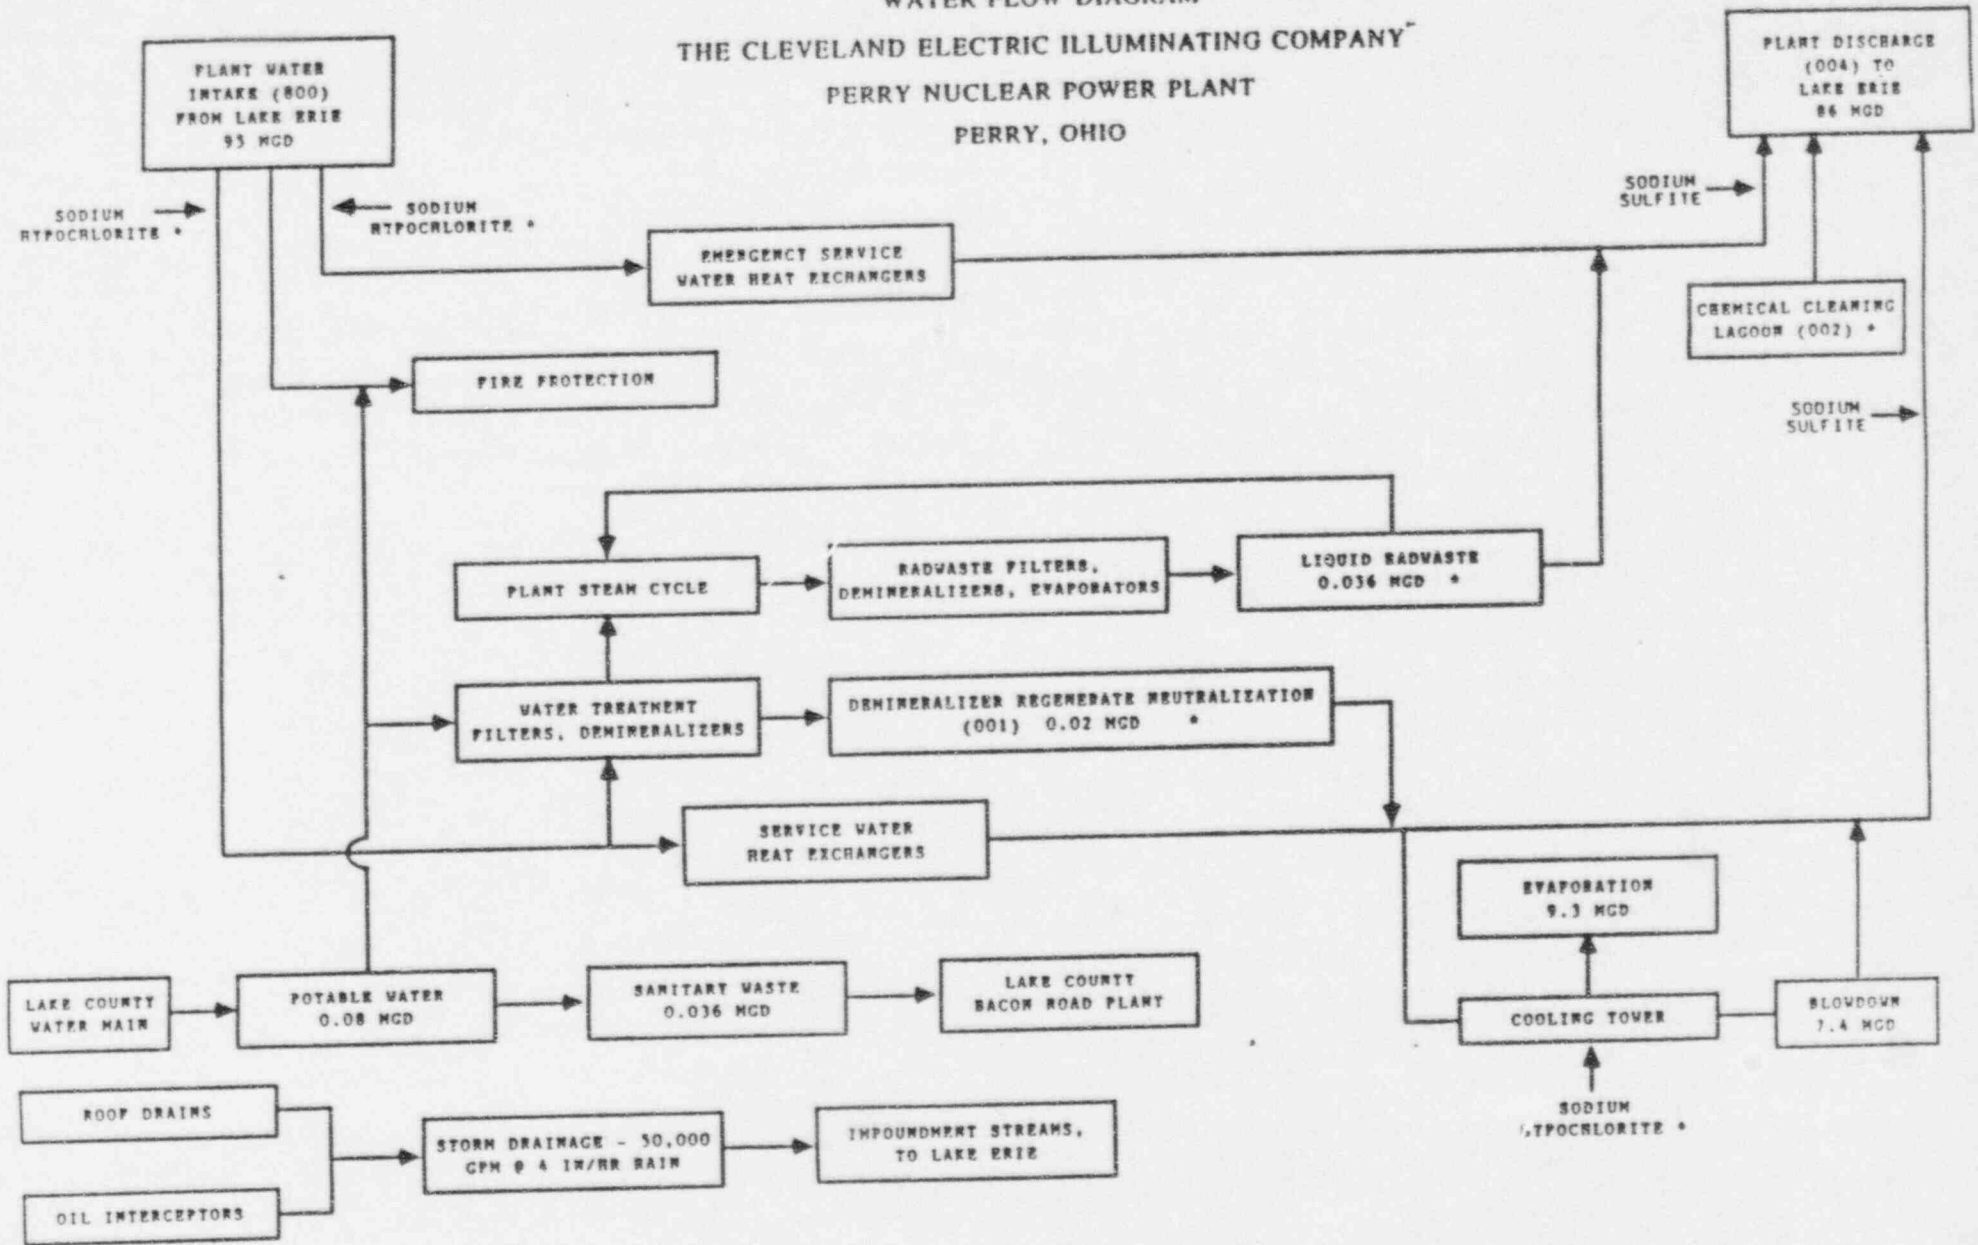 WATER FLOW DIAGRAM
THE CLEVELAND ELECTRIC ILLUMINATING COMPANY
PERRY NUCLEAR POWER PLANT
PERRY, OHIO
PLANT WATER
INTAKE (800)
FROM LAKE ERIE
95 MGD
PLANT DISCHARGE
(004) TO
LAKE ERIE
86 MGD
SODIUM
HYPOCHLORITE *
SODIUM
HYPOCHLORITE *
SODIUM
SULFITE
EMERGENCY SERVICE
WATER HEAT EXCHANGERS
CHEMICAL CLEANING
LAGOON (002) *
FIRE PROTECTION
SODIUM
SULFITE
PLANT STEAM CYCLE
RADWASTE FILTERS,
DEMINERALIZERS, EVAPORATORS
LIQUID RADWASTE
0.036 MGD *
WATER TREATMENT
FILTERS, DEMINERALIZERS
DEMINERALIZER REGENERATE NEUTRALIZATION
(001) 0.02 MGD *
SERVICE WATER
HEAT EXCHANGERS
EVAPORATION
9.3 MGD
LAKE COUNTY
WATER MAIN
POTABLE WATER
0.08 MGD
SANITARY WASTE
0.036 MGD
LAKE COUNTY
BACON ROAD PLANT
COOLING TOWER
BLOWDOWN
7.4 MGD
SODIUM
HYPOCHLORITE *
ROOF DRAINS
OIL INTERCEPTORS
STORM DRAINAGE - 50,000
GPM @ 4 IN/HR RAIN
IMPOUNDMENT STREAMS,
TO LAKE ERIE